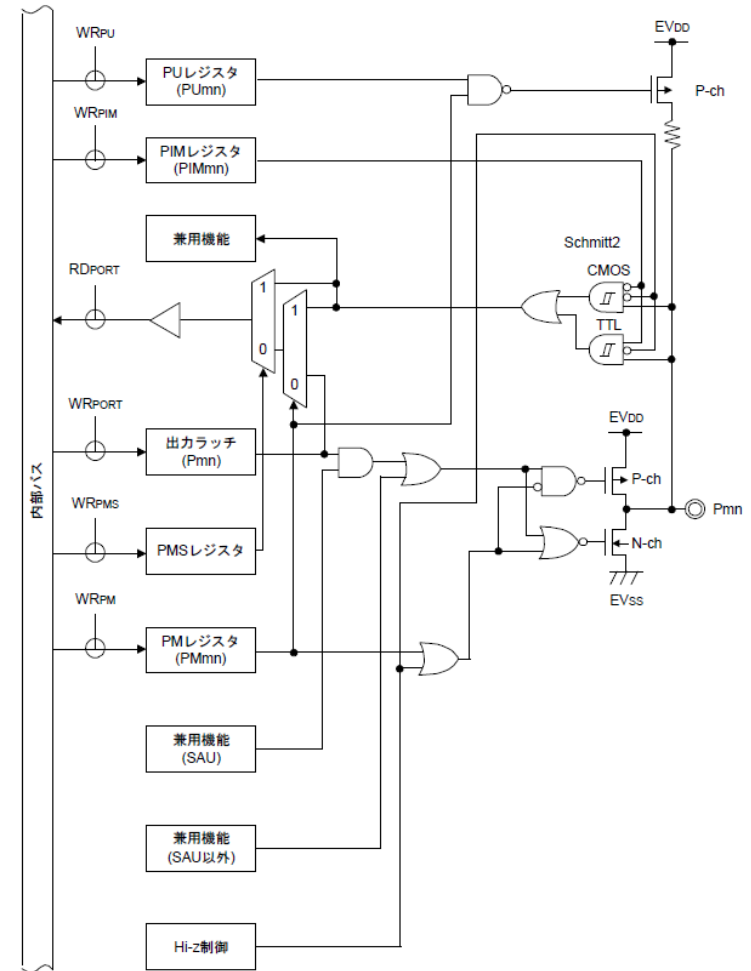 WRPU
PUレジスタ
(PUmn)
EVDD
P-ch
WRPIM
PIMレジスタ
(PIMmn)
兼用機能
Schmitt2
CMOS
TTL
RDPORT
1
0
1
0
WRPORT
出力ラッチ
(Pmn)
EVDD
P-ch
Pmn
N-ch
EVSS
内部バス
WRPMS
PMSレジスタ
WRPM
PMレジスタ
(PMmn)
兼用機能
(SAU)
兼用機能
(SAU以外)
Hi-z制御